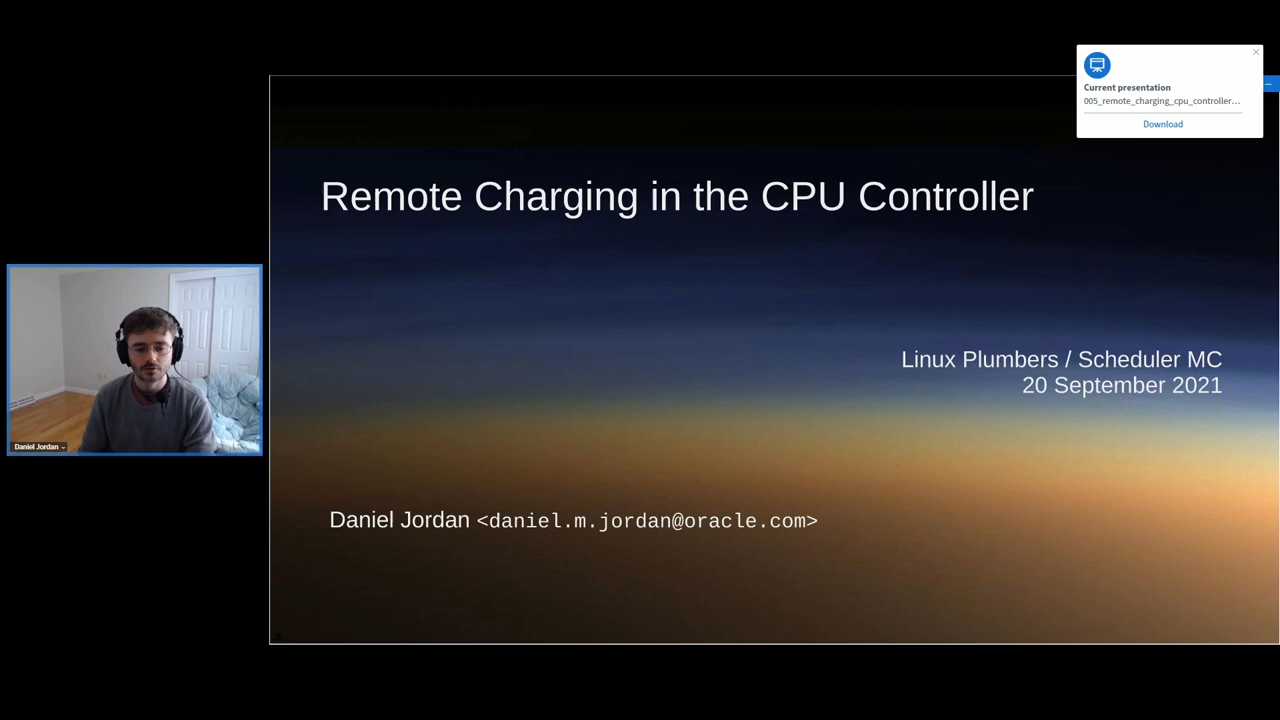 Current presentation
005_remote_charging_cpu_controller…
Download
Remote Charging in the CPU Controller
Linux Plumbers / Scheduler MC
20 September 2021
Daniel Jordan
Daniel Jordan <daniel.m.jordan@oracle.com>